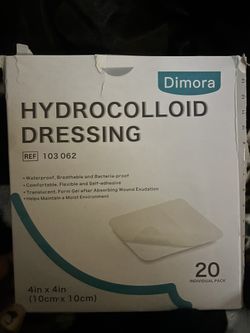 Dimora
HYDROCOLLOID
DRESSING
REF 103 062
• Waterproof, Breathable and Bacteria-proof
• Comfortable, Flexible and Self-adhesive
• Translucent, Form Gel after Absorbing Wound Exudation
• Helps Maintain a Moist Environment
4in x 4in
(10cm x 10cm)
20
INDIVIDUAL PACK